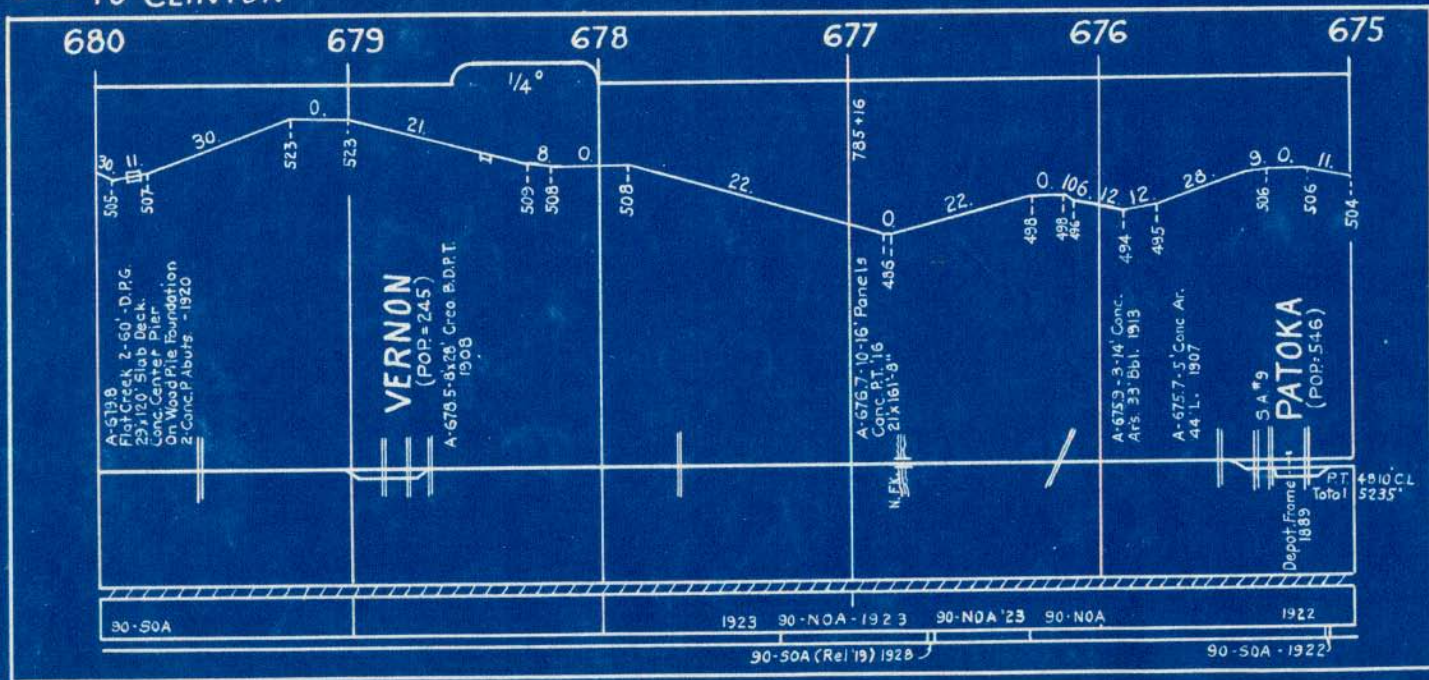 TO CLINTON
680 679 678 677 676 675
1/4°
785+16
30. 11. 30. 0. 21. 8. 0. 22. 0. 22. 0. 106. 12. 12. 28. 9. 0. 11.
505 507 523 523 509 508 508 486 498 498 496 494 495 506 506 504
A-679.8
Flat Creek 2-60'-D.P.G.
29'x120' Slab Deck.
Conc. Center Pier
On Wood Pile Foundation
2-Conc. P. Abuts. -1920
VERNON
(POP.=245)
A-678.5-8x28' Creo B.D.P.T.
1908
A-676.7-10-16' Panels
Conc P.T. '16
21'x161'-8"
N.FK.
A-675.9-3-14' Conc.
Ar's. 33' Bbl. 1913
A-675.7-5' Conc Ar.
44' L. 1907
S.A. #9
PATOKA
(POP.=546)
Depot.Frame
1889
P.T. 4810' C.L
Total 5235'
90-SOA 1923 90-NOA-1923 90-NOA '23 90-NOA 1922
90-SOA (Rel '19) 1928 90-SOA-1922